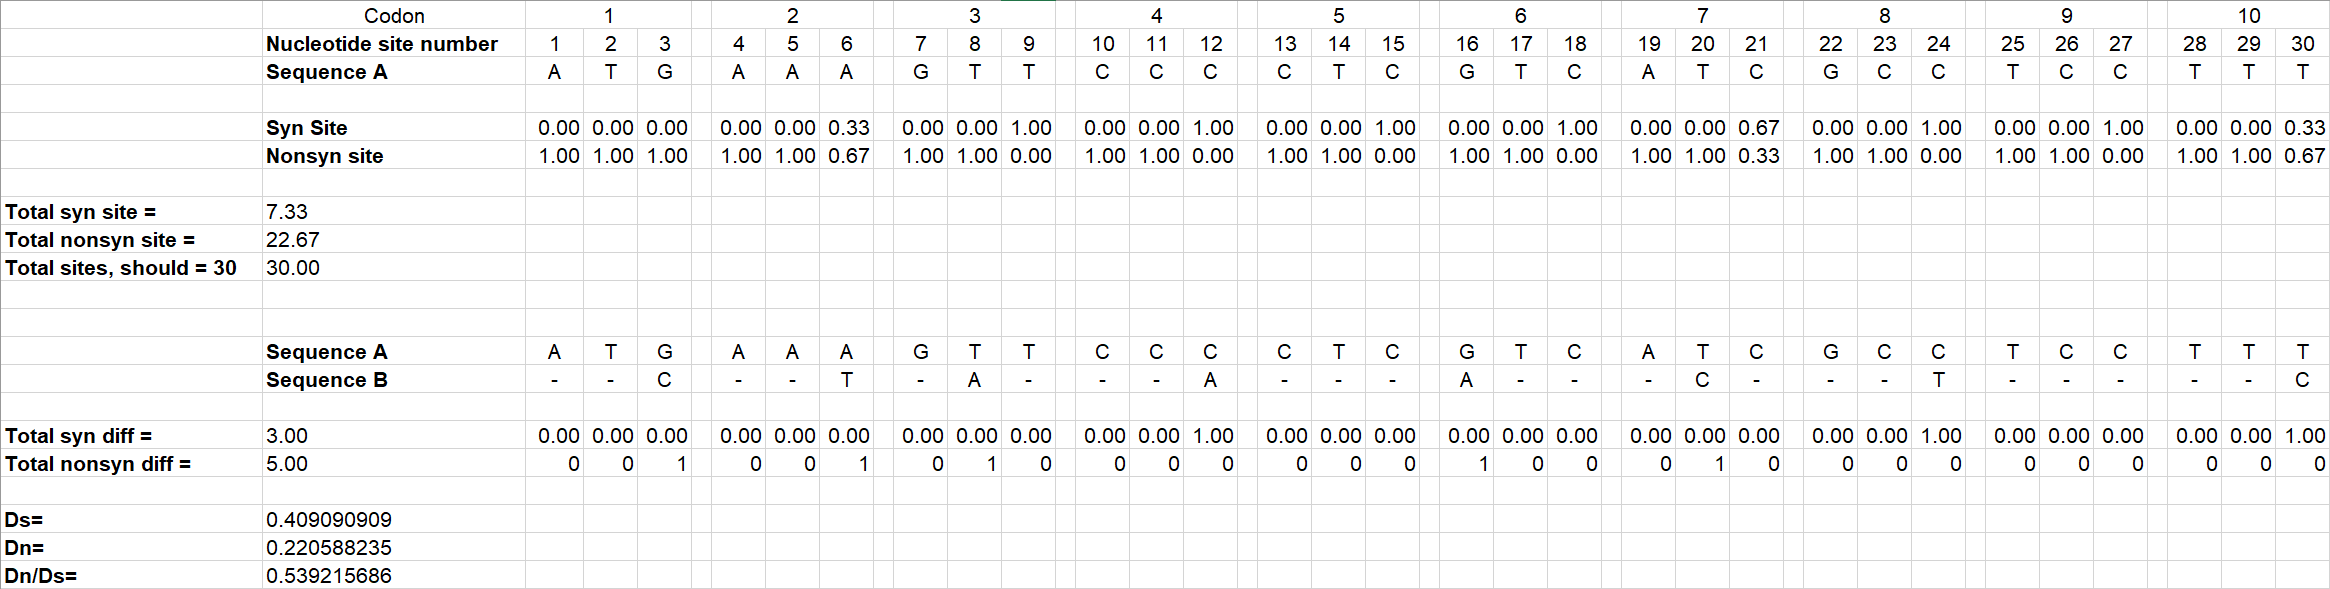 Codon 1 2 3 4 5 6 7 8 9 10
Nucleotide site number 1 2 3 4 5 6 7 8 9 10 11 12 13 14 15 16 17 18 19 20 21 22 23 24 25 26 27 28 29 30
Sequence A A T G A A A G T T C C C C T C G T C A T C G C C T C C T T T
Syn Site 0.00 0.00 0.00 0.00 0.00 0.33 0.00 0.00 1.00 0.00 0.00 1.00 0.00 0.00 1.00 0.00 0.00 1.00 0.00 0.00 0.67 0.00 0.00 1.00 0.00 0.00 1.00 0.00 0.00 0.33
Nonsyn site 1.00 1.00 1.00 1.00 1.00 0.67 1.00 1.00 0.00 1.00 1.00 0.00 1.00 1.00 0.00 1.00 1.00 0.00 1.00 1.00 0.33 1.00 1.00 0.00 1.00 1.00 0.00 1.00 1.00 0.67
Total syn site = 7.33
Total nonsyn site = 22.67
Total sites, should = 30 30.00
Sequence A A T G A A A G T T C C C C T C G T C A T C G C C T C C T T T
Sequence B - - C - - T - A - - - A - - - A - - - C - - - T - - - - - C
Total syn diff = 3.00 0.00 0.00 0.00 0.00 0.00 0.00 0.00 0.00 0.00 0.00 0.00 1.00 0.00 0.00 0.00 0.00 0.00 0.00 0.00 0.00 0.00 0.00 0.00 1.00 0.00 0.00 0.00 0.00 0.00 1.00
Total nonsyn diff = 5.00 0 0 1 0 0 1 0 1 0 0 0 0 0 0 0 1 0 0 0 1 0 0 0 0 0 0 0 0 0 0
Ds= 0.409090909
Dn= 0.220588235
Dn/Ds= 0.539215686